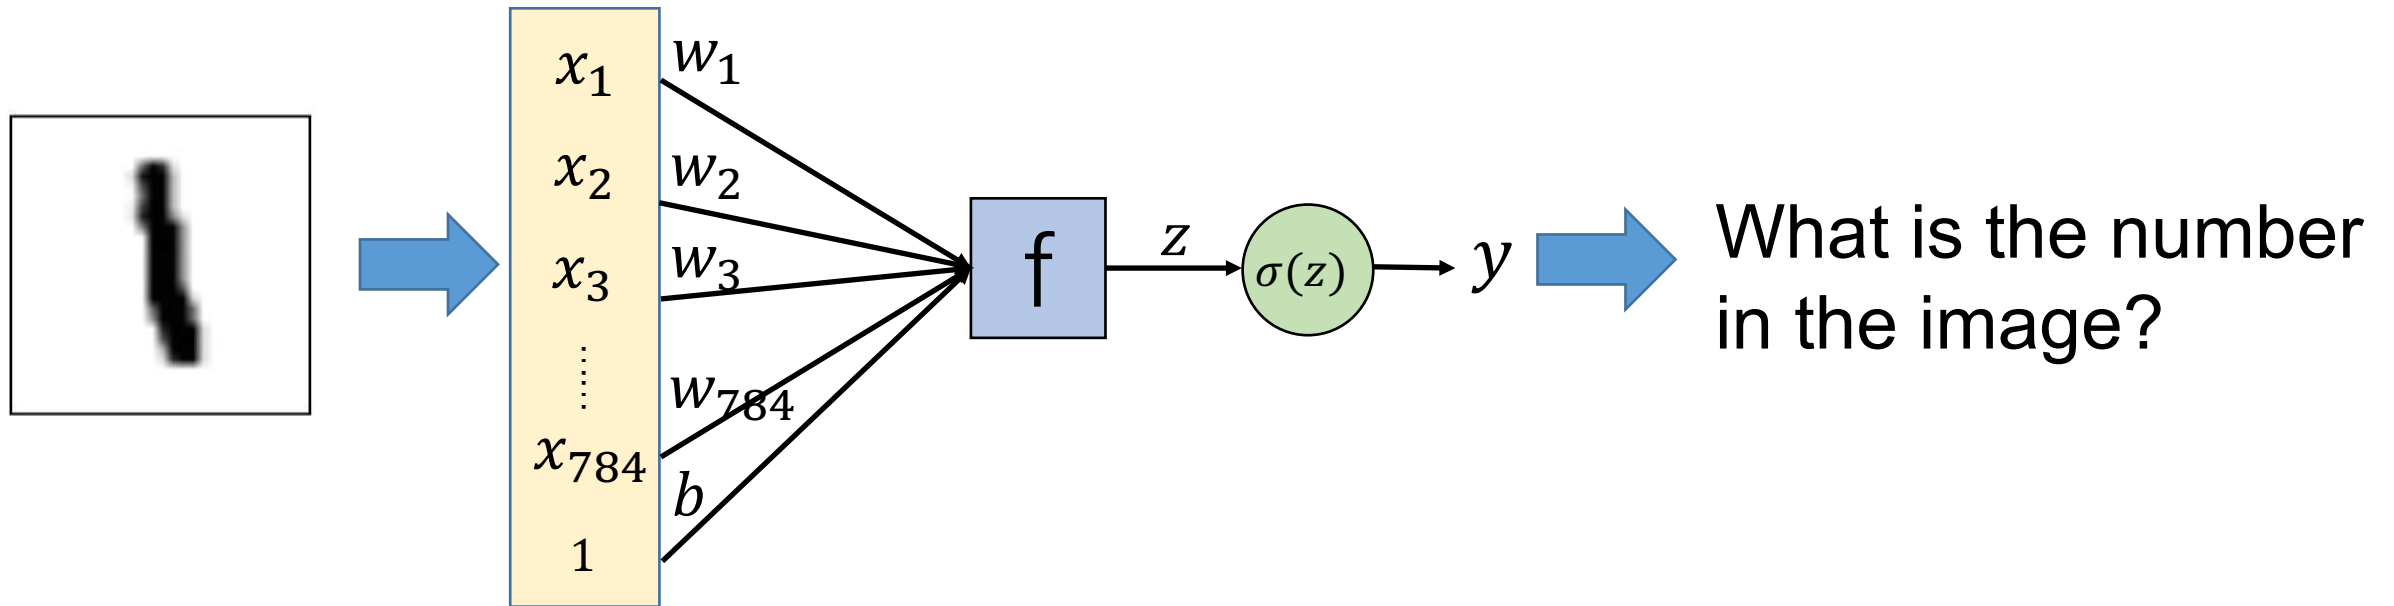 x₁
w₁
x₂
w₂
x₃
w₃
⋮
x₇₈₄
w₇₈₄
1
b
f
z
σ(z)
y
What is the number
in the image?